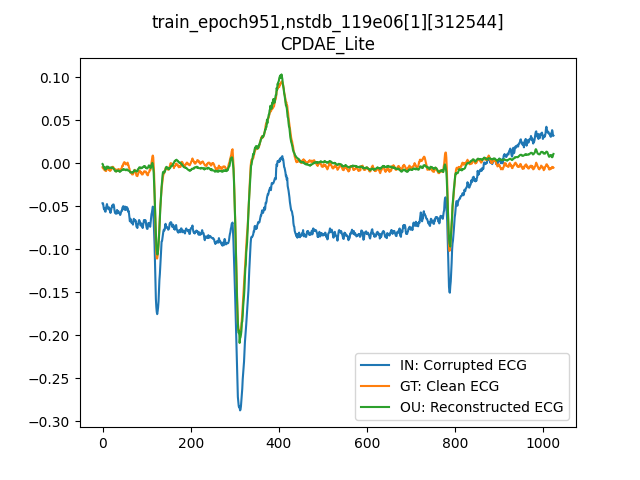 train_epoch951,nstdb_119e06[1][312544]
CPDAE_Lite
0.10
0.05
0.00
−0.05
−0.10
−0.15
−0.20
−0.25
−0.30
IN: Corrupted ECG
GT: Clean ECG
OU: Reconstructed ECG
0 200 400 600 800 1000